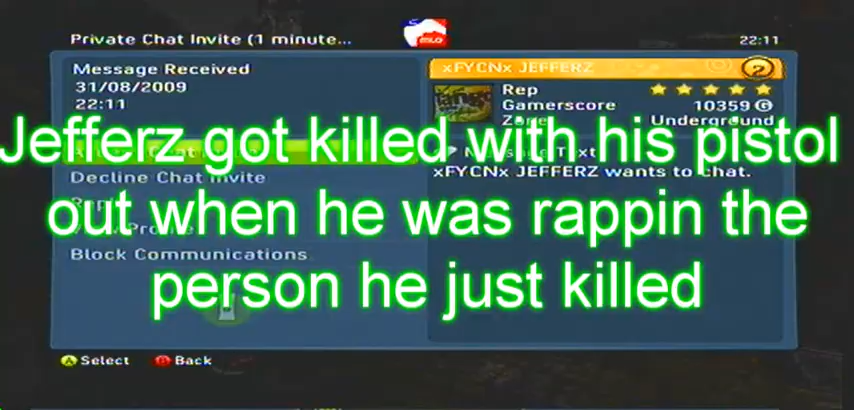 Private Chat Invite (1 minute...
22:11
Message Received
31/08/2009
22:11
Decline Chat Invite
Block Communications
xFYCNx JEFFERZ
Rep
Gamerscore
10359 G
Zone
Underground
xFYCNx JEFFERZ wants to chat.
Jefferz got killed with his pistol
out when he was rappin the
person he just killed
A Select
B Back